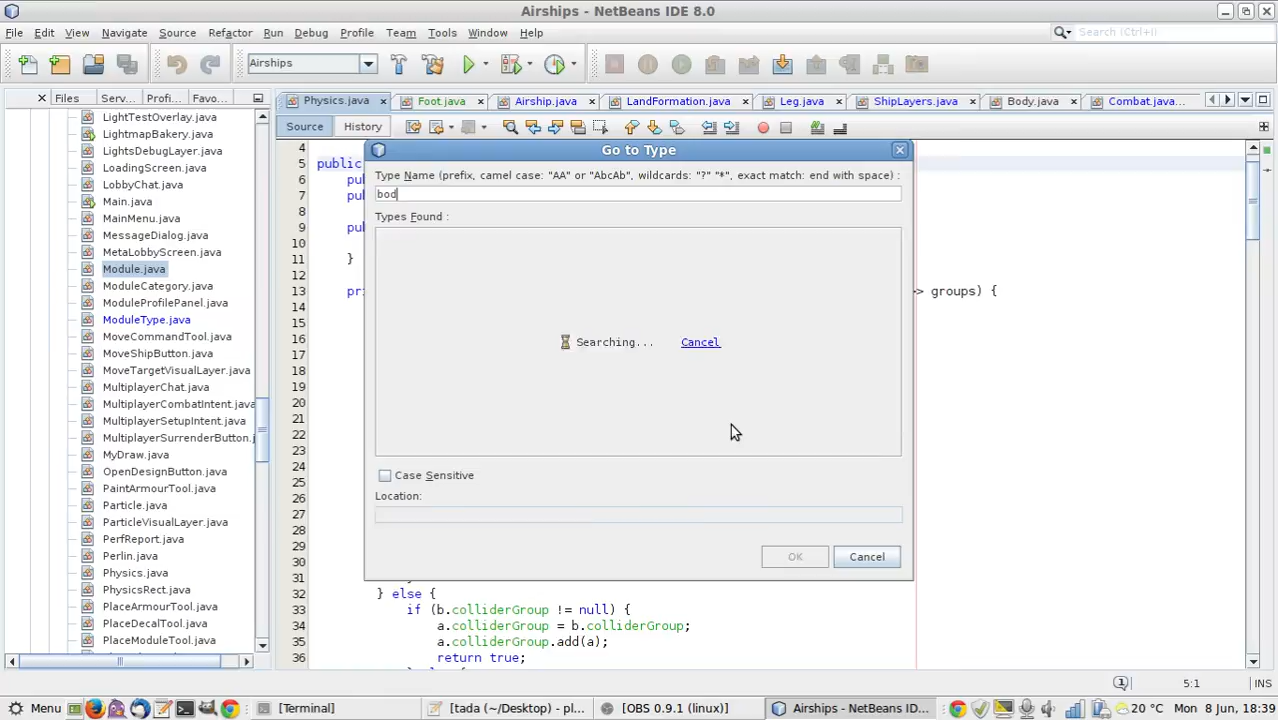 Airships - NetBeans IDE 8.0
File Edit View Navigate Source Refactor Run Debug Profile Team Tools Window Help
Search (Ctrl+I)
Airships
Files Serv... Profi... Favo...
Physics.java Foot.java Airship.java LandFormation.java Leg.java ShipLayers.java Body.java Combat.java...
Source History
LightTestOverlay.java
LightmapBakery.java
LightsDebugLayer.java
LoadingScreen.java
LobbyChat.java
Main.java
MainMenu.java
MessageDialog.java
MetaLobbyScreen.java
Module.java
ModuleCategory.java
ModuleProfilePanel.java
ModuleType.java
MoveCommandTool.java
MoveShipButton.java
MoveTargetVisualLayer.java
MultiplayerChat.java
MultiplayerCombatIntent.java
MultiplayerSetupIntent.java
MultiplayerSurrenderButton.
MyDraw.java
OpenDesignButton.java
PaintArmourTool.java
Particle.java
ParticleVisualLayer.java
PerfReport.java
Perlin.java
Physics.java
PhysicsRect.java
PlaceArmourTool.java
PlaceDecalTool.java
PlaceModuleTool.java
4
5 public
6 pu
7 pu
8
9 pu
10
11 }
12
13 pr > groups) {
14
15
16
17
18
19
20
21
22
23
24
25
26
27
28
29
30
31
32 } else {
33 if (b.colliderGroup != null) {
34 a.colliderGroup = b.colliderGroup;
35 a.colliderGroup.add(a);
36 return true;
Go to Type
Type Name (prefix, camel case: "AA" or "AbcAb", wildcards: "?" "*", exact match: end with space) :
bod
Types Found :
Searching... Cancel
Case Sensitive
Location:
OK Cancel
1 5:1 INS
Menu [Terminal] [tada (~/Desktop) - pl... [OBS 0.9.1 (linux)] Airships - NetBeans ID... 20 °C Mon 8 Jun, 18:39